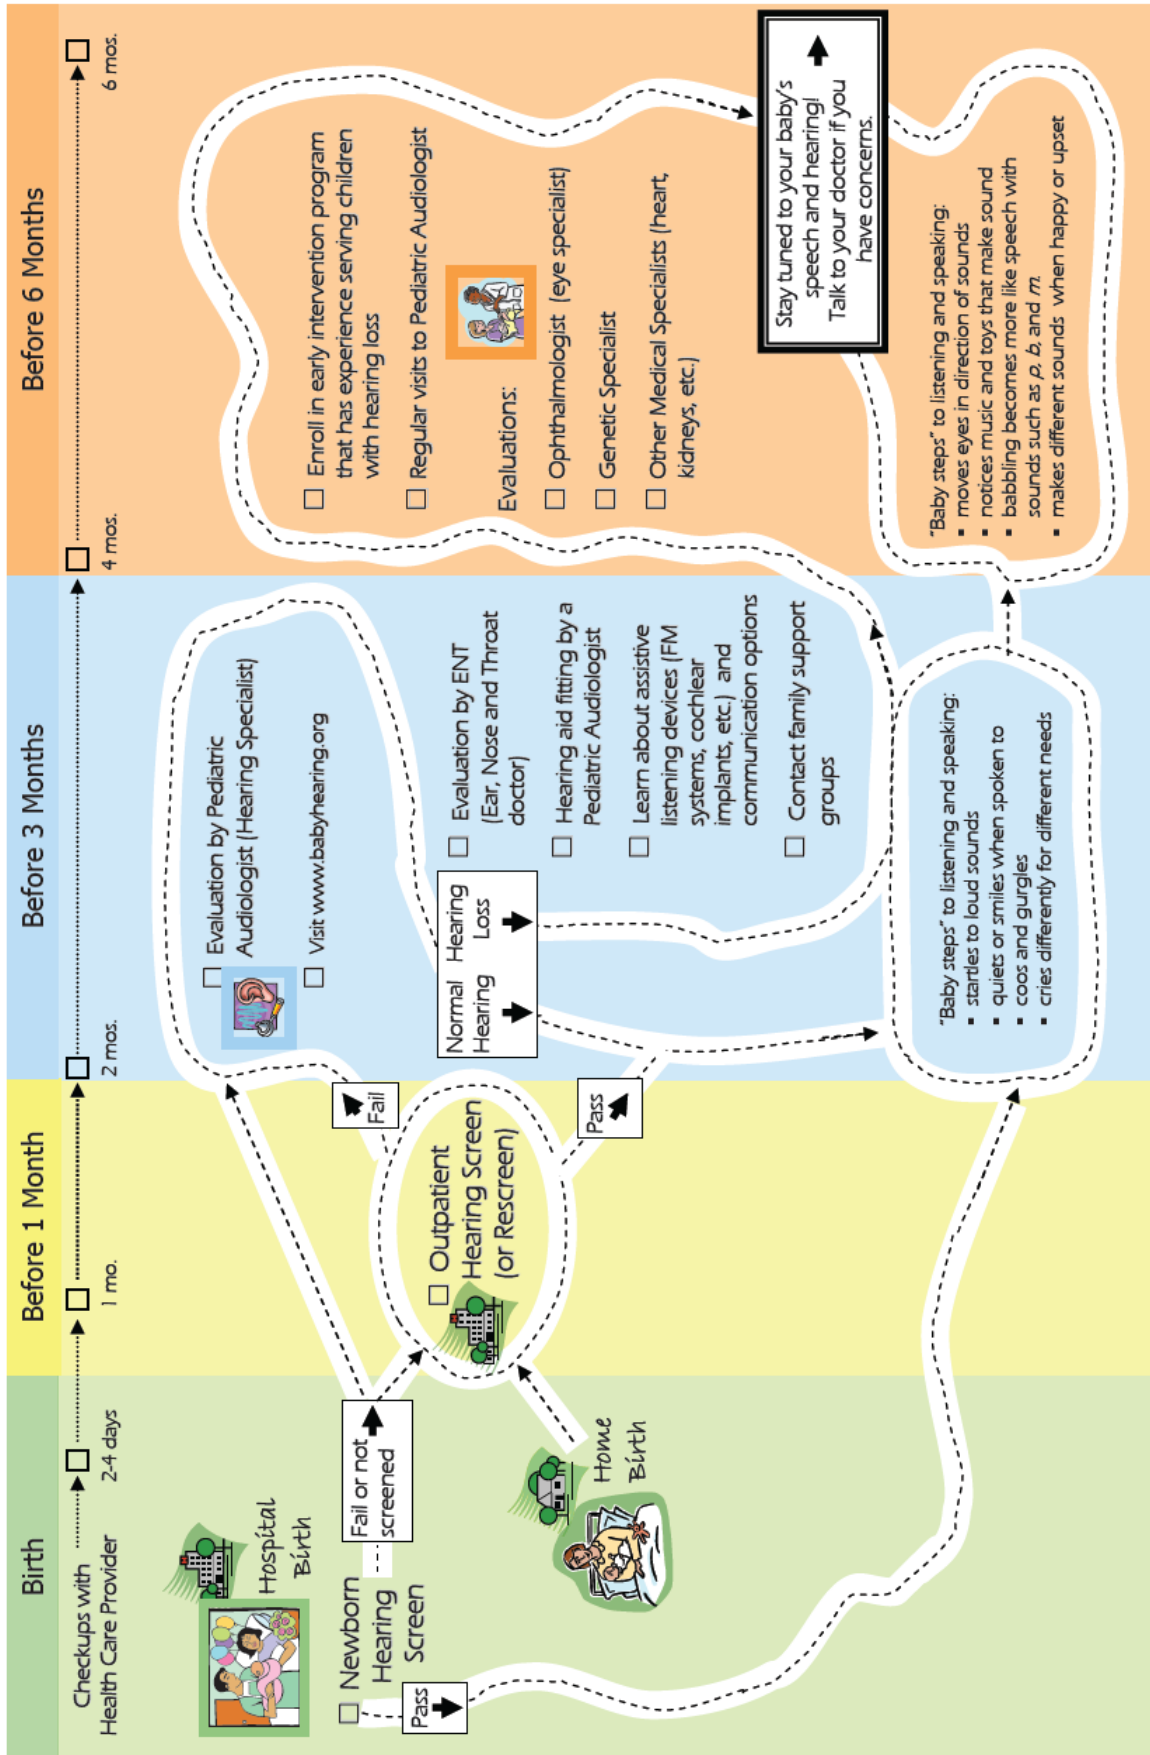 Birth
Before 1 Month
Before 3 Months
Before 6 Months
Checkups with
Health Care Provider
2-4 days
1 mo.
2 mos.
4 mos.
6 mos.
Hospital
Birth
Newborn
Hearing
Screen
Pass
Fail or not
screened
Home
Birth
Outpatient
Hearing Screen
(or Rescreen)
Fail
Pass
Evaluation by Pediatric
Audiologist (Hearing Specialist)
Visit www.babyhearing.org
Normal
Hearing
Hearing
Loss
Evaluation by ENT
(Ear, Nose and Throat
doctor)
Hearing aid fitting by a
Pediatric Audiologist
Learn about assistive
listening devices (FM
systems, cochlear
implants, etc.) and
communication options
Contact family support
groups
"Baby steps" to listening and speaking:
▪ startles to loud sounds
▪ quiets or smiles when spoken to
▪ coos and gurgles
▪ cries differently for different needs
Enroll in early intervention program
that has experience serving children
with hearing loss
Regular visits to Pediatric Audiologist
Evaluations:
Ophthalmologist (eye specialist)
Genetic Specialist
Other Medical Specialists (heart,
kidneys, etc.)
Stay tuned to your baby's
speech and hearing!
Talk to your doctor if you
have concerns.
"Baby steps" to listening and speaking:
▪ moves eyes in direction of sounds
▪ notices music and toys that make sound
▪ babbling becomes more like speech with
sounds such as p, b, and m.
▪ makes different sounds when happy or upset